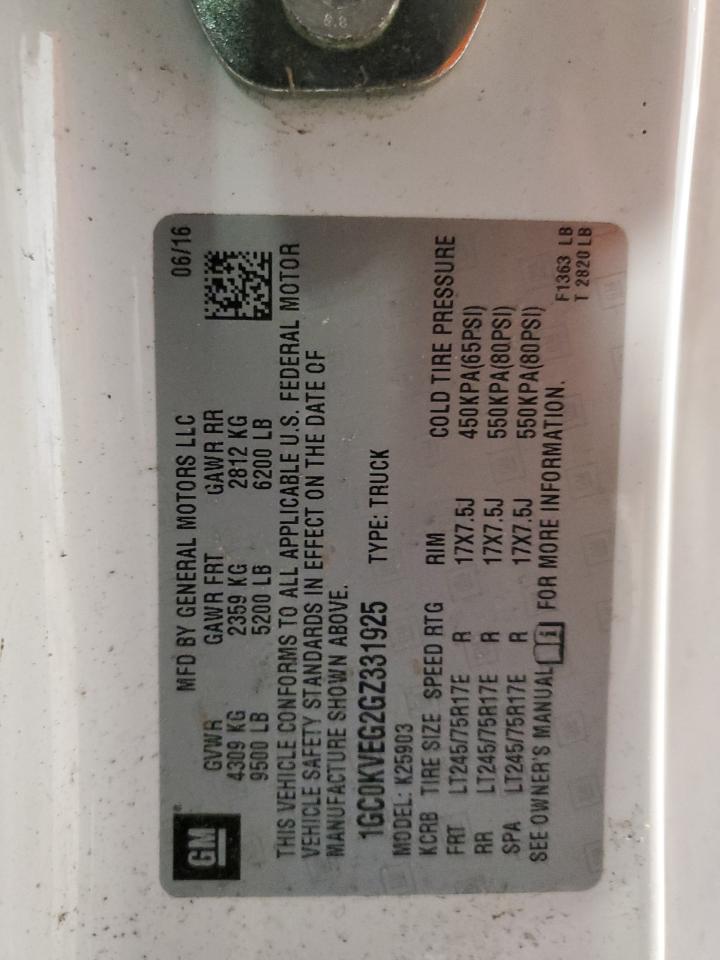 8.8
GM
MFD BY GENERAL MOTORS LLC 06/16
GVWR GAWR FRT GAWR RR
4309 KG 2359 KG 2812 KG
9500 LB 5200 LB 6200 LB
THIS VEHICLE CONFORMS TO ALL APPLICABLE U.S. FEDERAL MOTOR
VEHICLE SAFETY STANDARDS IN EFFECT ON THE DATE OF
MANUFACTURE SHOWN ABOVE.
1GC0KVEG2GZ331925 TYPE: TRUCK
MODEL: K25903
KCRB TIRE SIZE SPEED RTG RIM COLD TIRE PRESSURE
FRT LT245/75R17E R 17X7.5J 450KPA(65PSI)
RR LT245/75R17E R 17X7.5J 550KPA(80PSI)
SPA LT245/75R17E R 17X7.5J 550KPA(80PSI)
SEE OWNER'S MANUAL FOR MORE INFORMATION.
F1363 LB
T 2820 LB